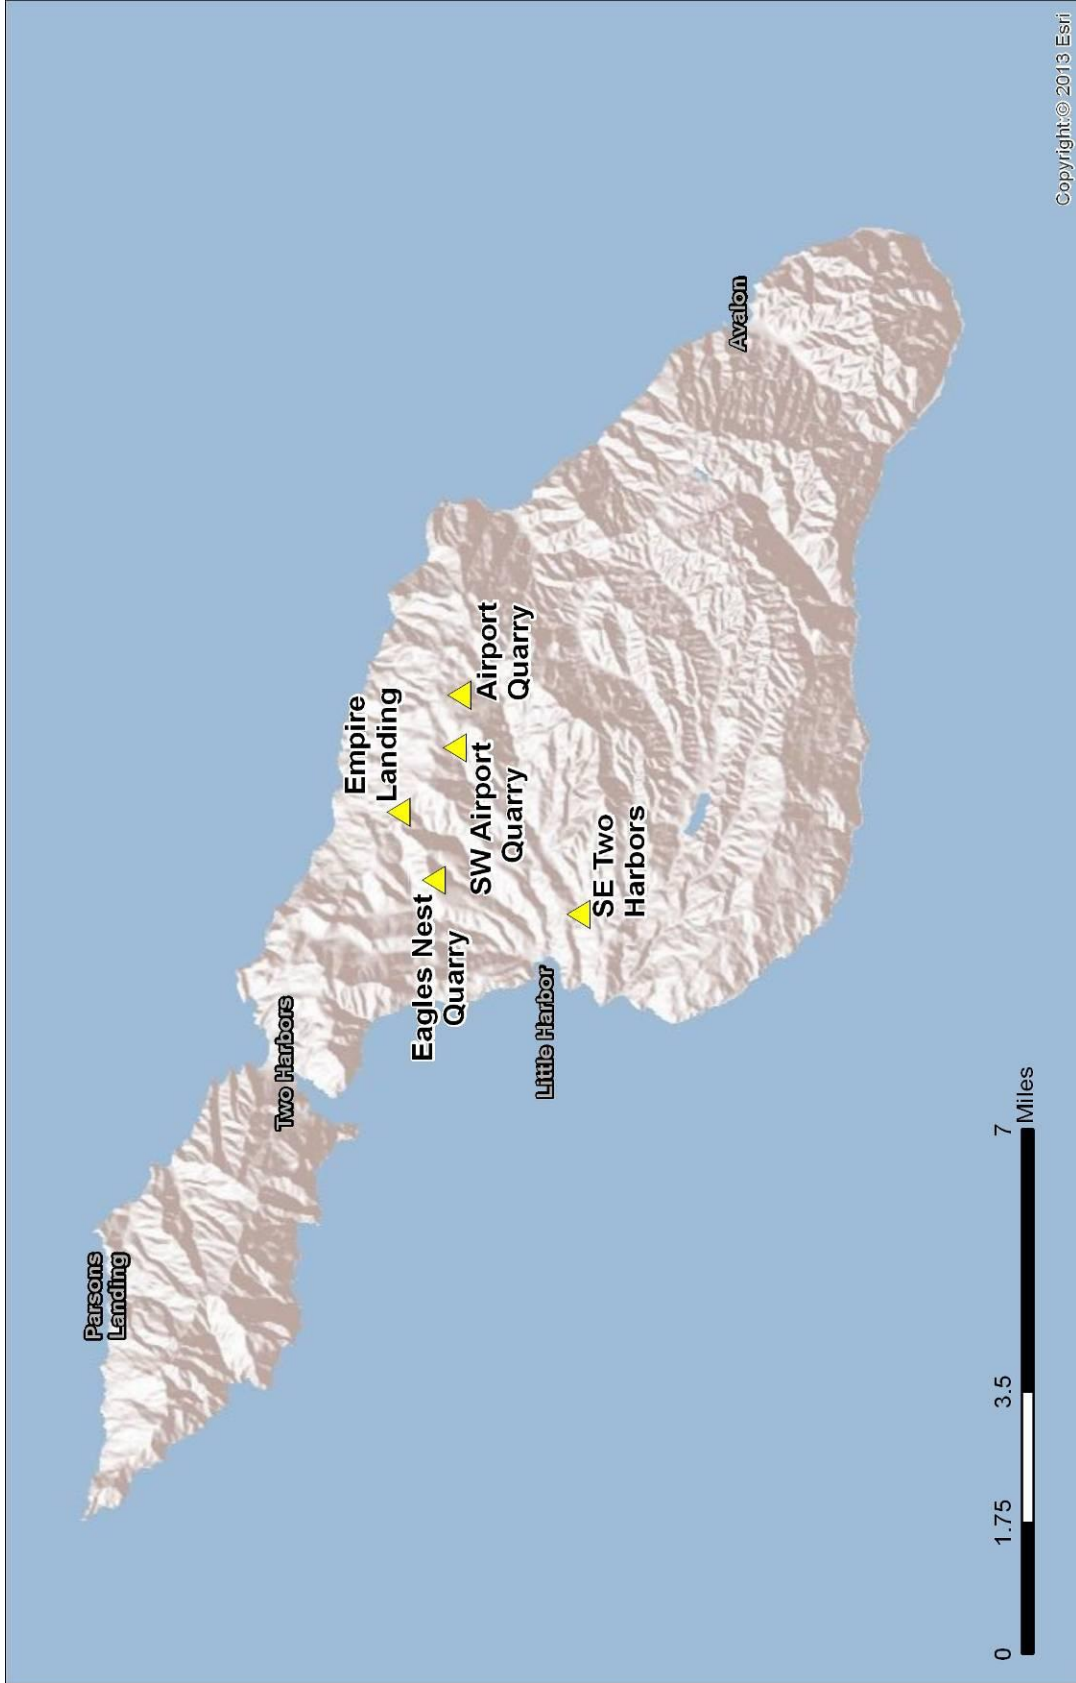 Parsons
Landing
Two Harbors
Empire
Landing
Eagles Nest
Quarry
SW Airport
Quarry
Airport
Quarry
Little Harbor
SE Two
Harbors
Avalon
0
1.75
3.5
7
Miles
Copyright:© 2013 Esri